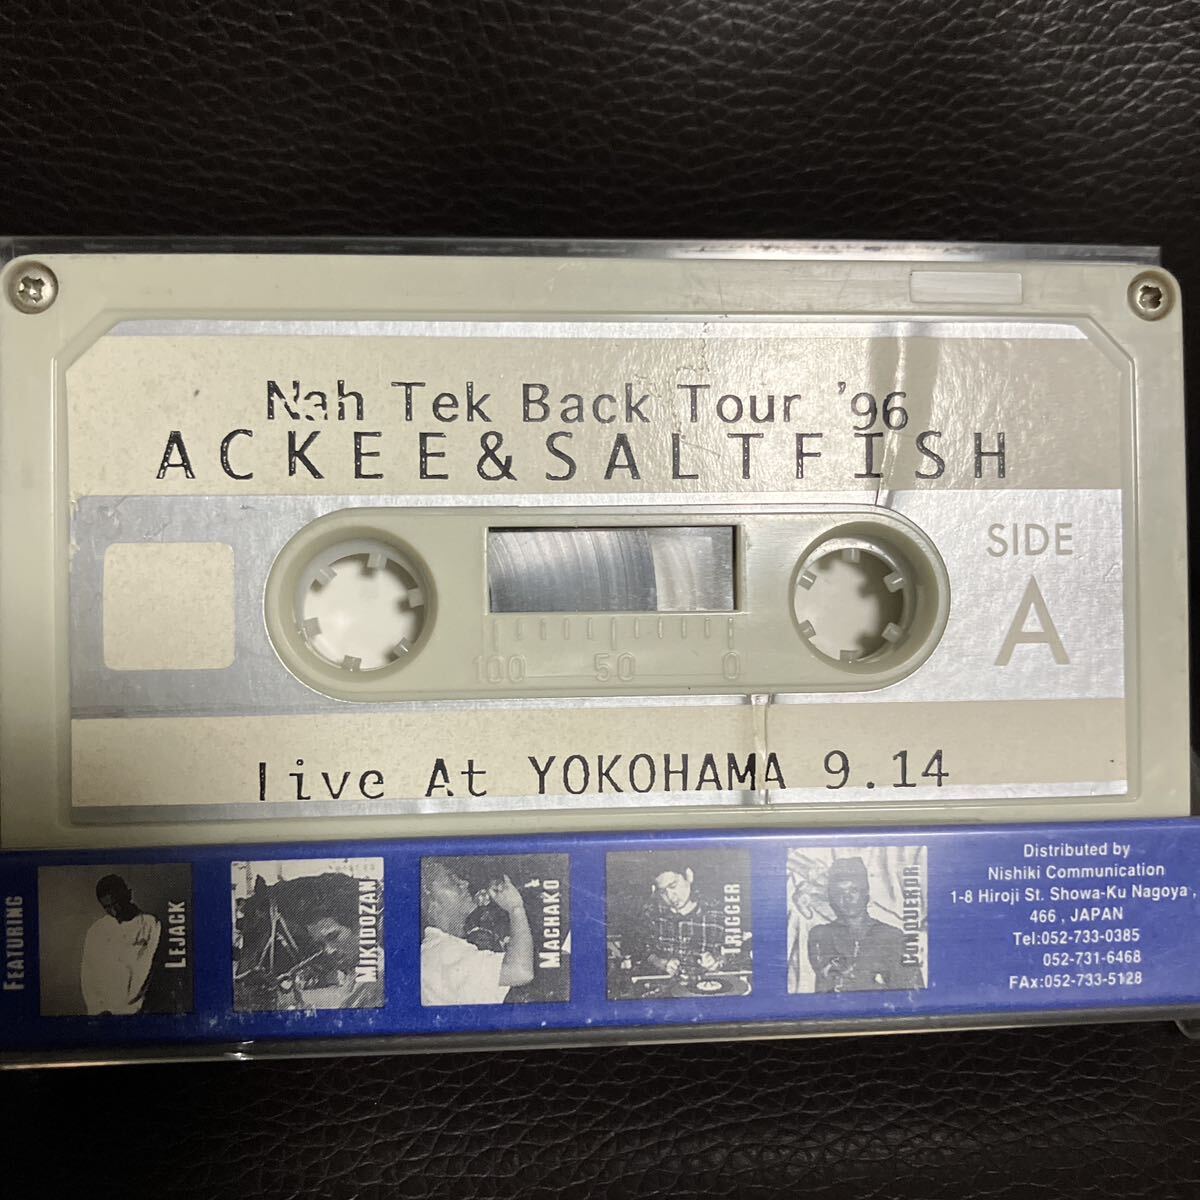 Nah Tek Back Tour '96
ACKEE&SALTFISH
SIDE
A
100 50 0
live At YOKOHAMA 9.14
FEATURING
LEJACK
MIKIDOZAN
MACHAKO
TRIGGER
CONQUEROR
Distributed by
Nishiki Communication
1-8 Hiroji St. Showa-Ku Nagoya,
466 , JAPAN
Tel:052-733-0385
052-731-6468
FAx:052-733-5128